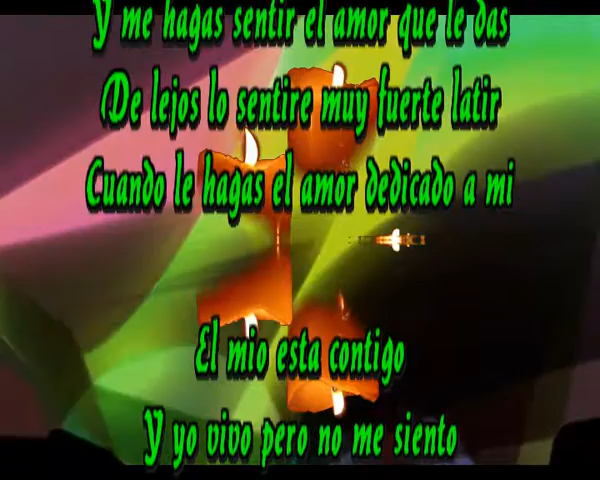 Y me hagas sentir el amor que le das
De lejos lo sentire muy fuerte latir
Cuando le hagas el amor dedicado a mi
El mio esta contigo
Y yo vivo pero no me siento